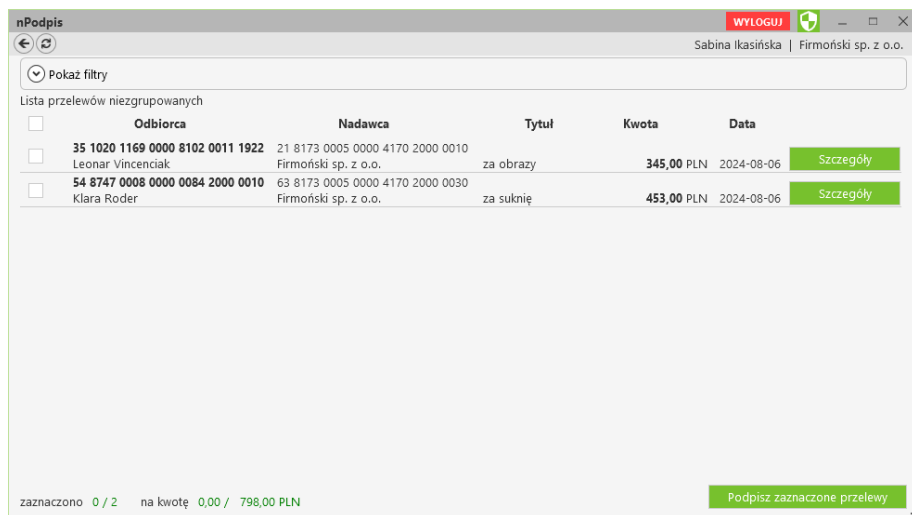 nPodpis
WYLOGUJ
Sabina Ikasińska | Firmoński sp. z o.o.
Pokaż filtry
Lista przelewów niezgrupowanych
Odbiorca Nadawca Tytuł Kwota Data
35 1020 1169 0000 8102 0011 1922 21 8173 0005 0000 4170 2000 0010
Leonar Vincenciak Firmoński sp. z o.o. za obrazy 345,00 PLN 2024-08-06 Szczegóły
54 8747 0008 0000 0084 2000 0010 63 8173 0005 0000 4170 2000 0030
Klara Roder Firmoński sp. z o.o. za suknię 453,00 PLN 2024-08-06 Szczegóły
zaznaczono 0 / 2 na kwotę 0,00 / 798,00 PLN
Podpisz zaznaczone przelewy